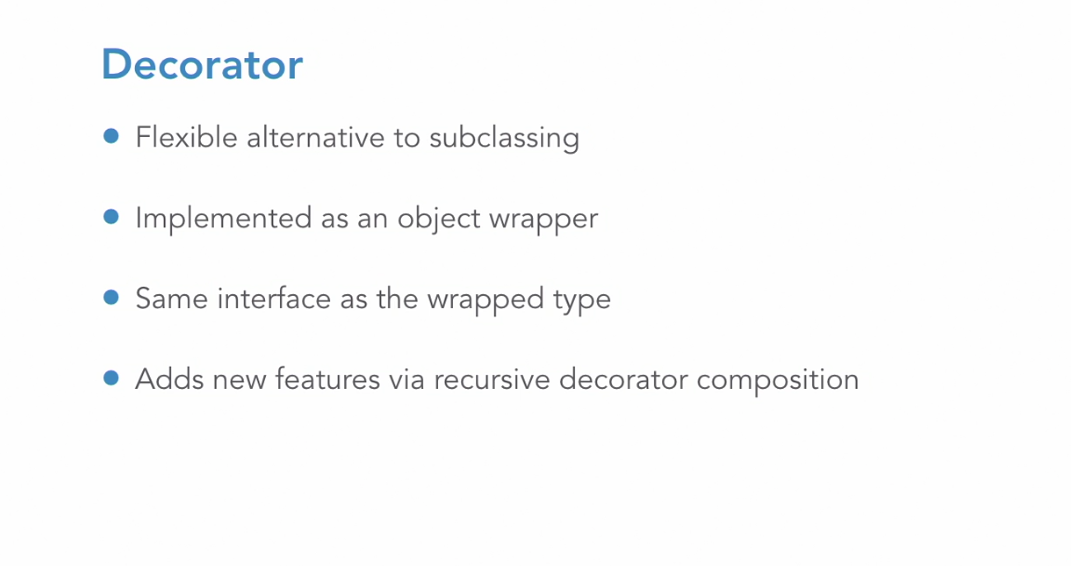 Decorator
Flexible alternative to subclassing
Implemented as an object wrapper
Same interface as the wrapped type
Adds new features via recursive decorator composition